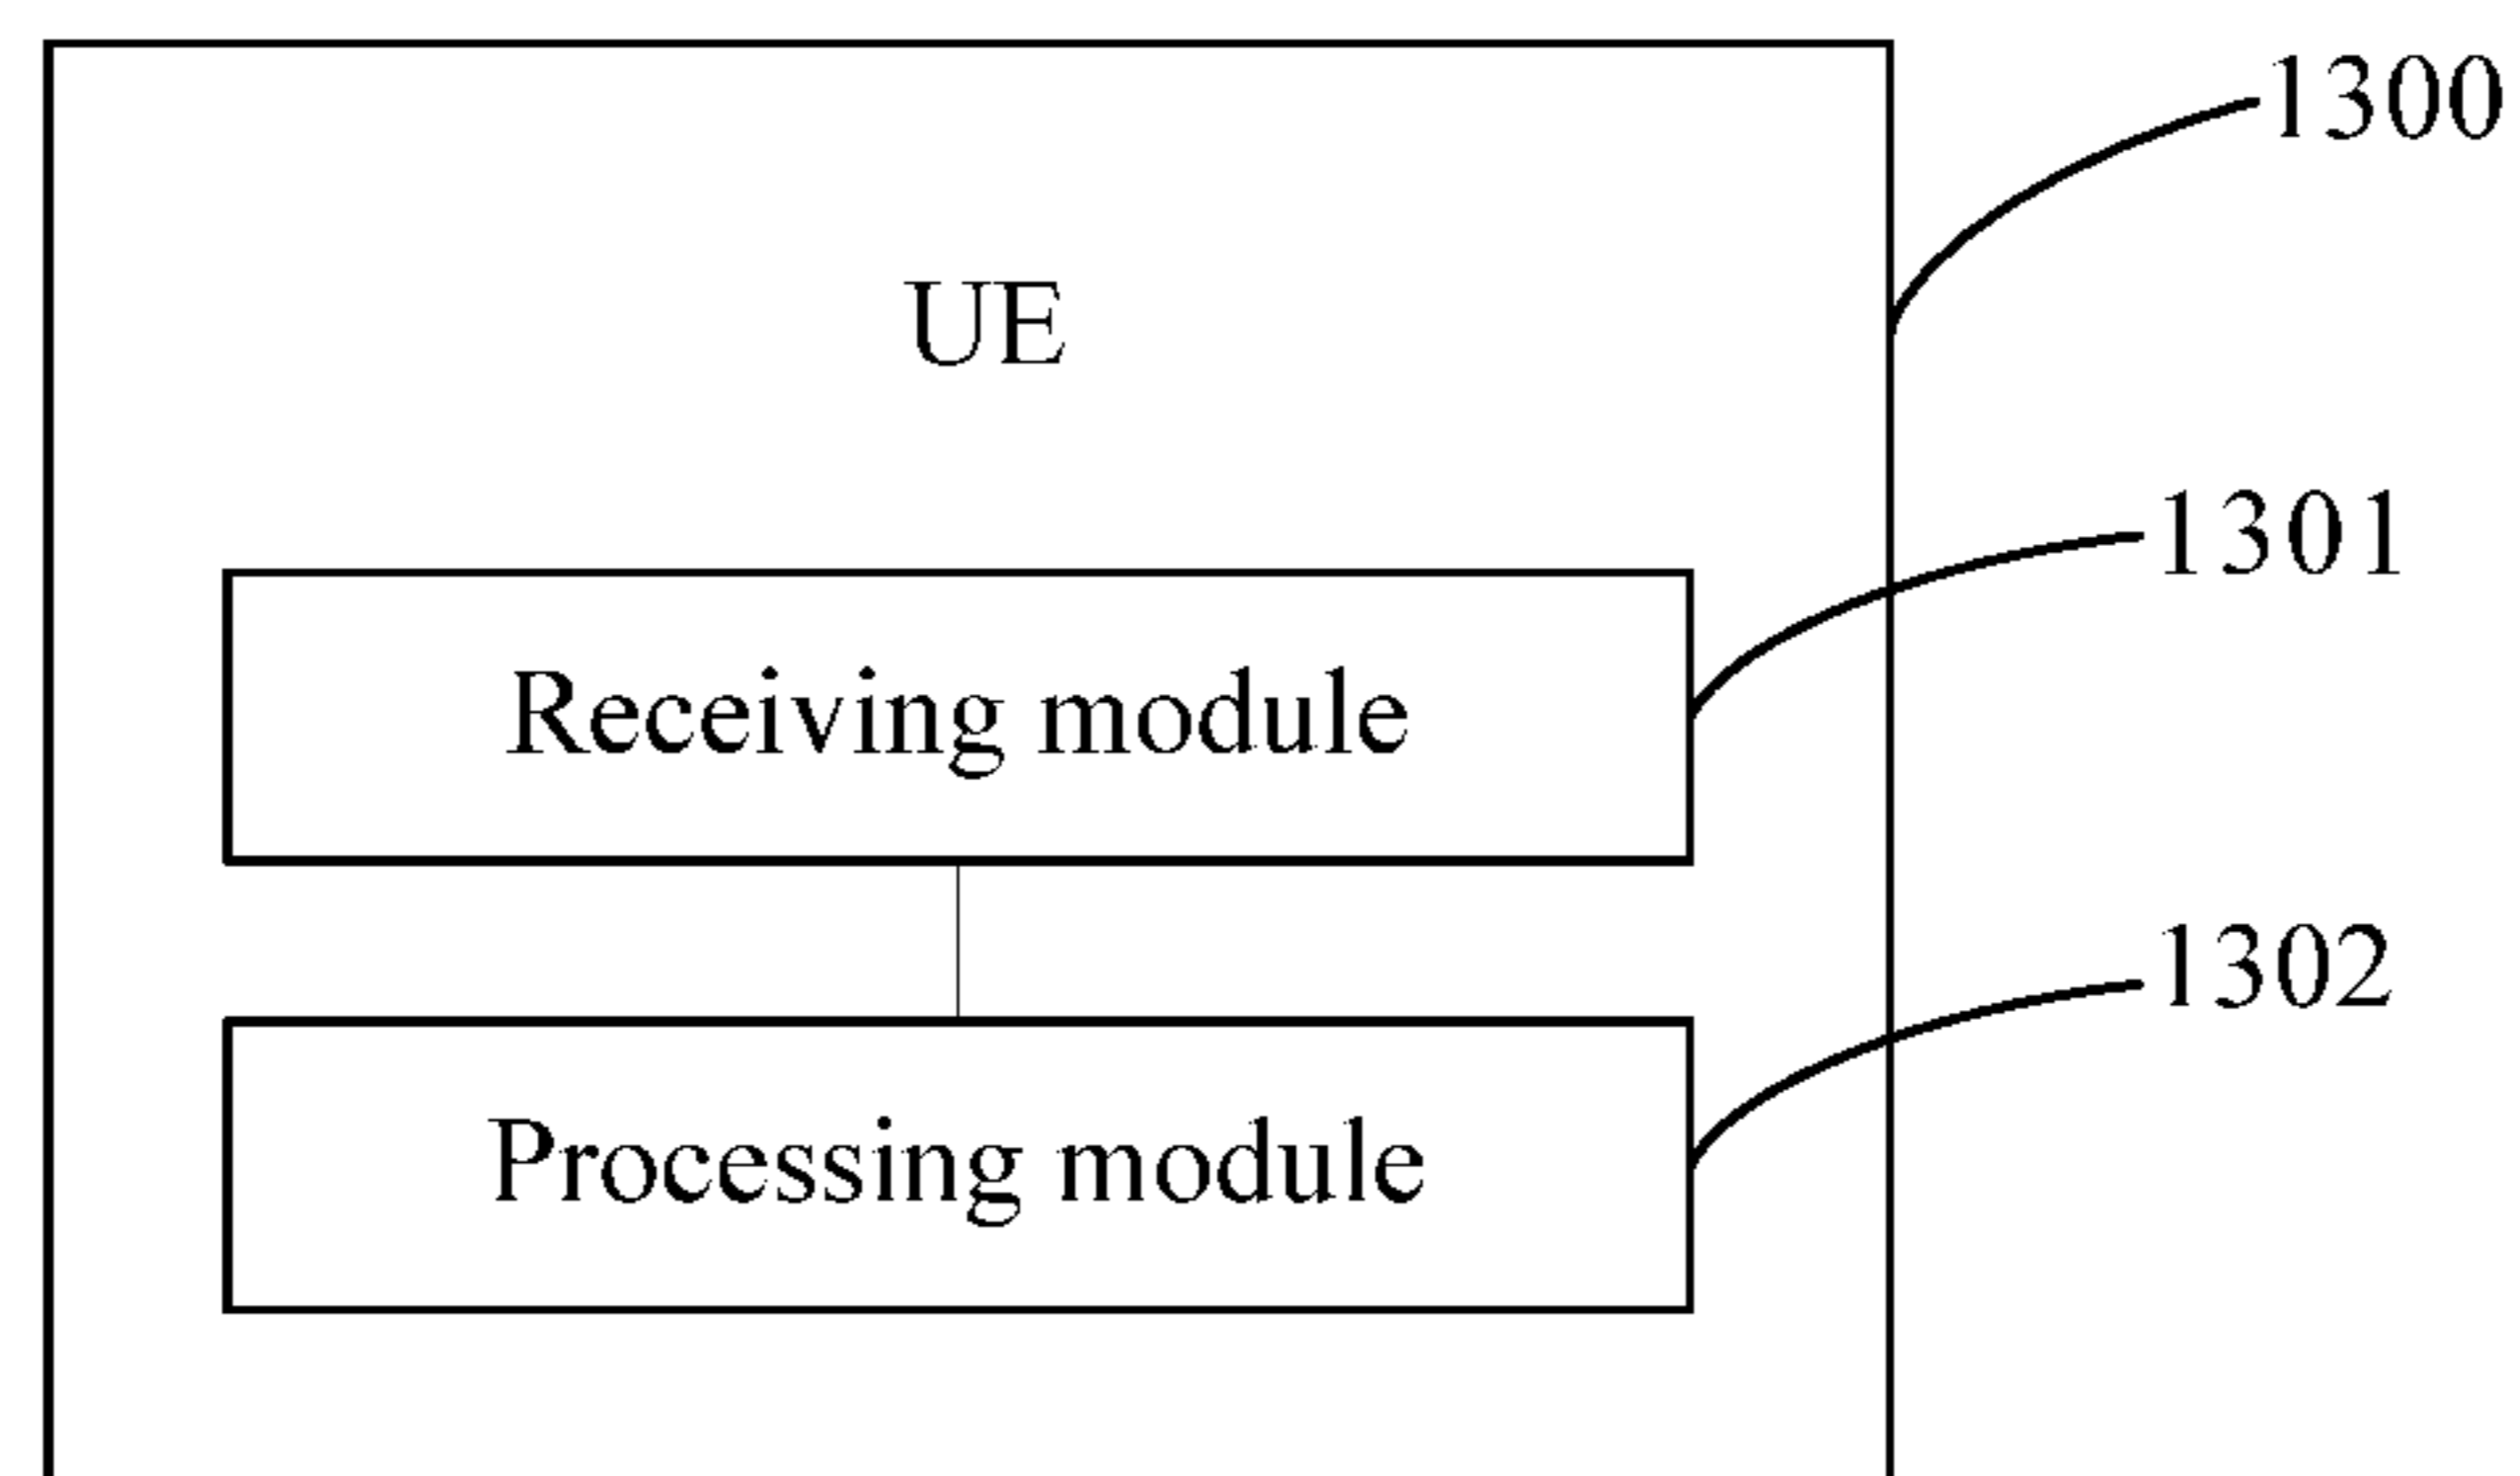 1300
UE
1301
Receiving module
1302
Processing module